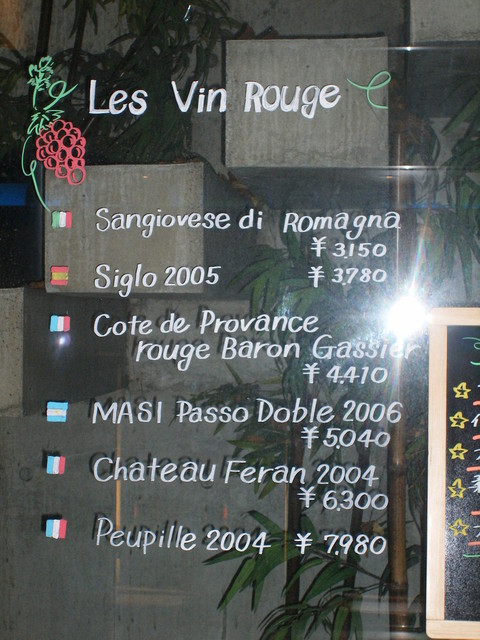 Les Vin Rouge
Sangiovese di Romagna
¥ 3,150
Siglo 2005 ¥ 3,780
Cote de Provance
rouge Baron Gassier
¥ 4,410
MASI Passo Doble 2006
¥ 5,040
Chateau Feran 2004
¥ 6,300
Peupille 2004 ¥ 7,980